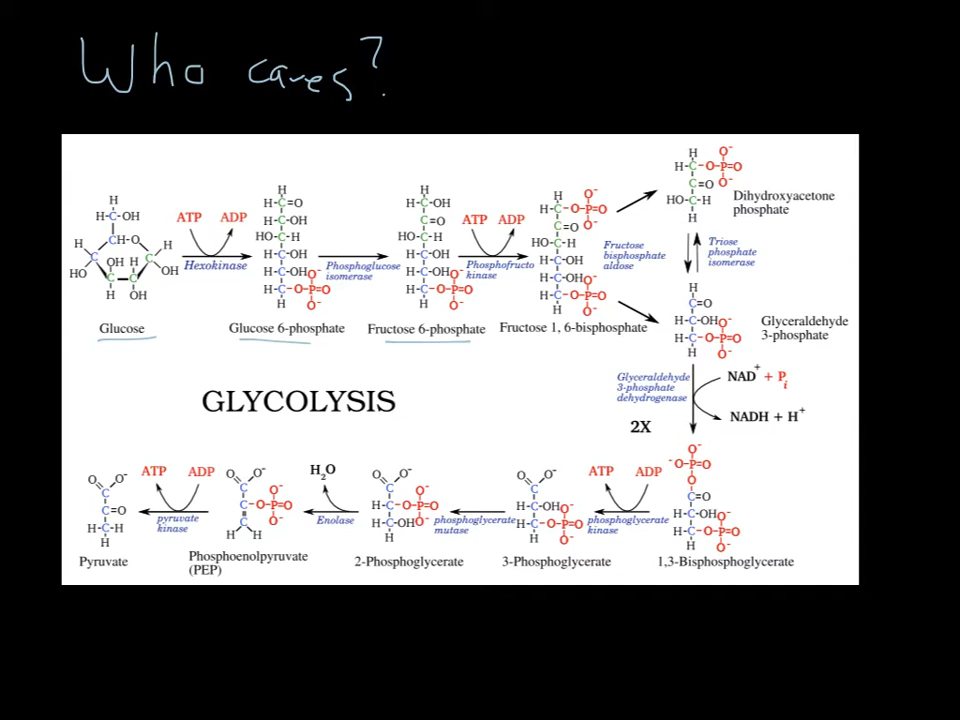 Who cares?
ATP ADP
Hexokinase
Glucose
Glucose 6-phosphate
Phosphoglucose
isomerase
Fructose 6-phosphate
ATP ADP
Phosphofructo
kinase
Fructose 1, 6-bisphosphate
Fructose
bisphosphate
aldose
Dihydroxyacetone
phosphate
Triose
phosphate
isomerase
Glyceraldehyde
3-phosphate
GLYCOLYSIS
Glyceraldehyde
3-phosphate
dehydrogenase
NAD+ + Pi
NADH + H+
2X
1,3-Bisphosphoglycerate
ATP ADP
phosphoglycerate
kinase
3-Phosphoglycerate
phosphoglycerate
mutase
2-Phosphoglycerate
H2O
Enolase
Phosphoenolpyruvate
(PEP)
ATP ADP
pyruvate
kinase
Pyruvate